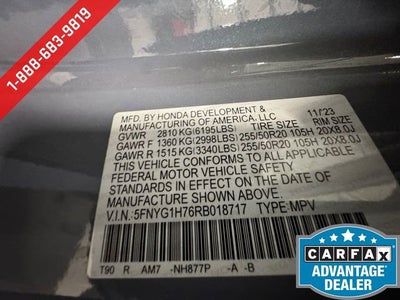 1-888-683-9819
MFD. BY HONDA DEVELOPMENT &
MANUFACTURING OF AMERICA, LLC 11/23
GVWR 2810 KG(6195LBS) TIRE SIZE RIM SIZE
GAWR F 1360 KG(2998LBS) 255/50R20 105H 20X8.0J
GAWR R 1515 KG(3340LBS) 255/50R20 105H 20X8.0J
THIS VEHICLE CONFORMS TO ALL APPLICABLE
FEDERAL MOTOR VEHICLE SAFETY STANDARDS
IN EFFECT ON THE DATE OF
MANUFACTURE SHOWN ABOVE.
V.I.N. 5FNYG1H76RB018717 TYPE: MPV
T90 R AM7 -NH877P -A -B
CARFAX
ADVANTAGE
DEALER